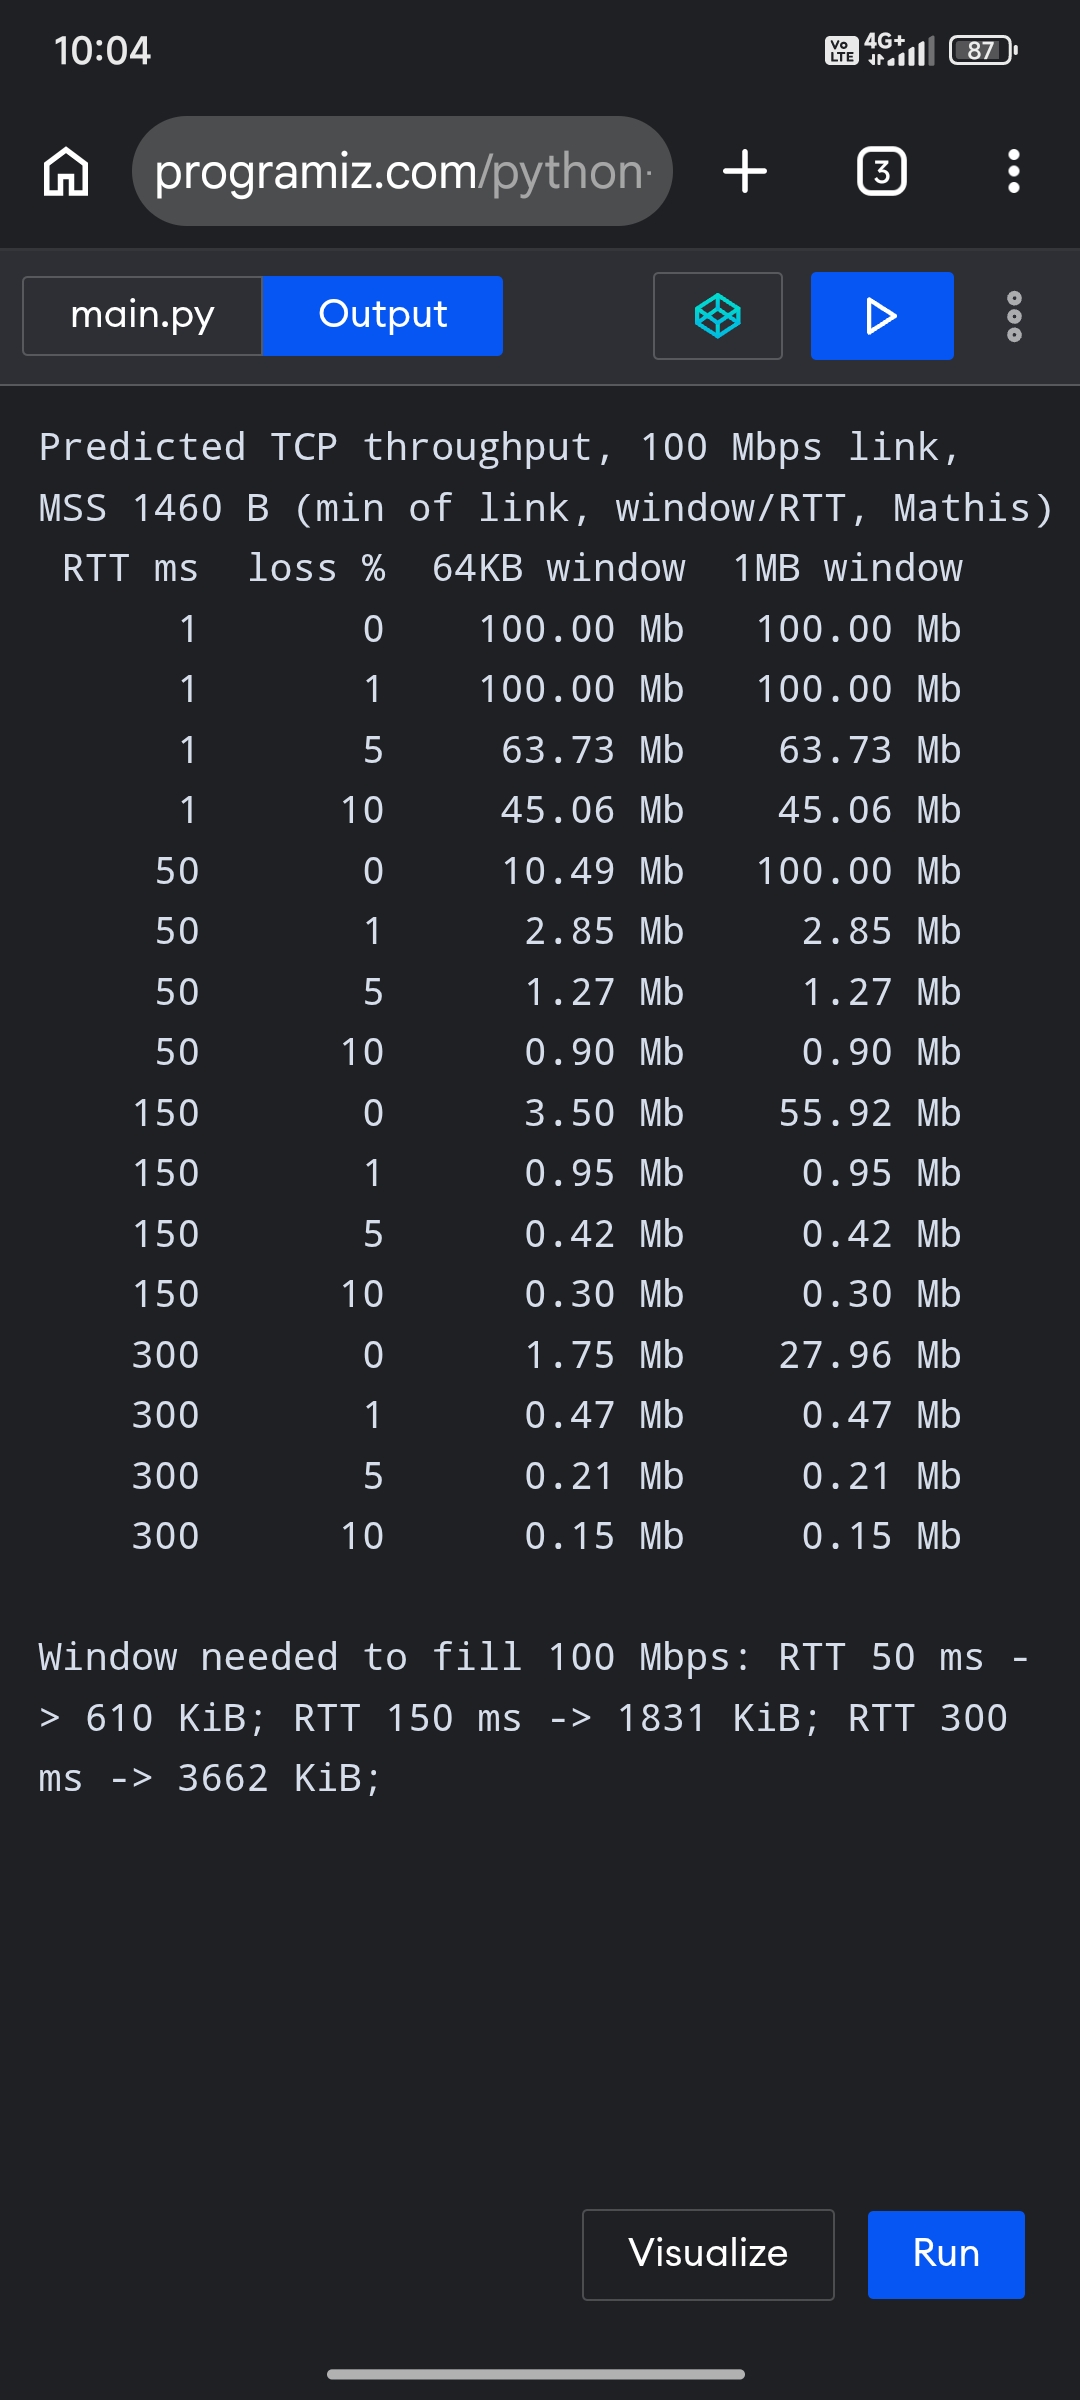 10:04
Vo LTE 4G+ 87
programiz.com/python-
3
main.py Output
Predicted TCP throughput, 100 Mbps link,
MSS 1460 B (min of link, window/RTT, Mathis)
RTT ms loss % 64KB window 1MB window
1 0 100.00 Mb 100.00 Mb
1 1 100.00 Mb 100.00 Mb
1 5 63.73 Mb 63.73 Mb
1 10 45.06 Mb 45.06 Mb
50 0 10.49 Mb 100.00 Mb
50 1 2.85 Mb 2.85 Mb
50 5 1.27 Mb 1.27 Mb
50 10 0.90 Mb 0.90 Mb
150 0 3.50 Mb 55.92 Mb
150 1 0.95 Mb 0.95 Mb
150 5 0.42 Mb 0.42 Mb
150 10 0.30 Mb 0.30 Mb
300 0 1.75 Mb 27.96 Mb
300 1 0.47 Mb 0.47 Mb
300 5 0.21 Mb 0.21 Mb
300 10 0.15 Mb 0.15 Mb
Window needed to fill 100 Mbps: RTT 50 ms -
> 610 KiB; RTT 150 ms -> 1831 KiB; RTT 300
ms -> 3662 KiB;
Visualize Run